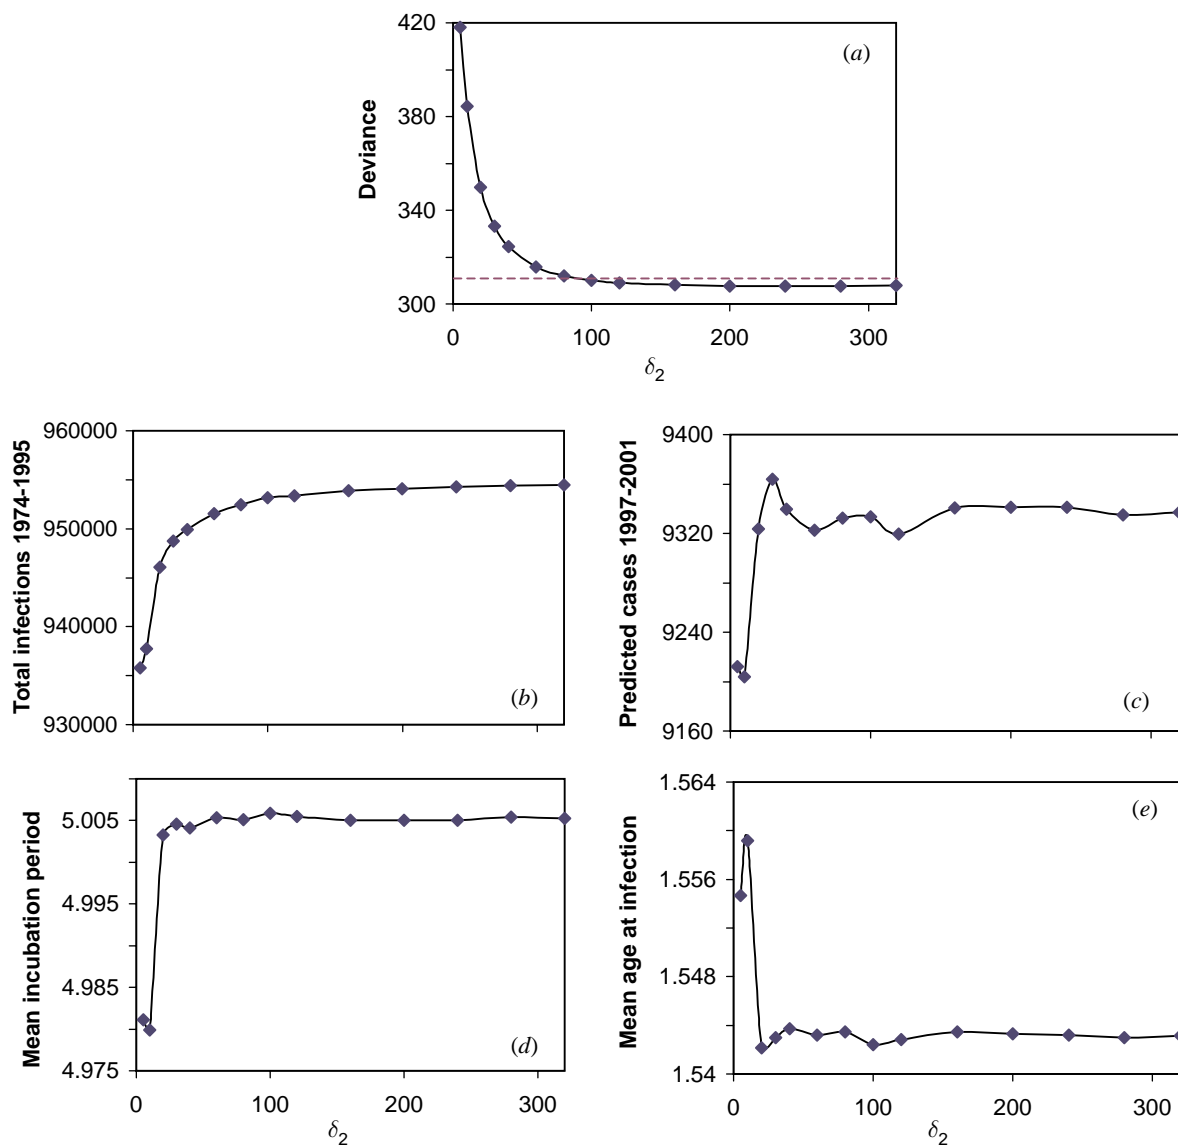 (a)
Deviance
420
380
340
300
0
100
200
300
δ2
(b)
Total infections 1974-1995
960000
950000
940000
930000
(c)
Predicted cases 1997-2001
9400
9320
9240
9160
(d)
Mean incubation period
5.005
4.995
4.985
4.975
0
100
200
300
δ2
(e)
Mean age at infection
1.564
1.556
1.548
1.54
0
100
200
300
δ2